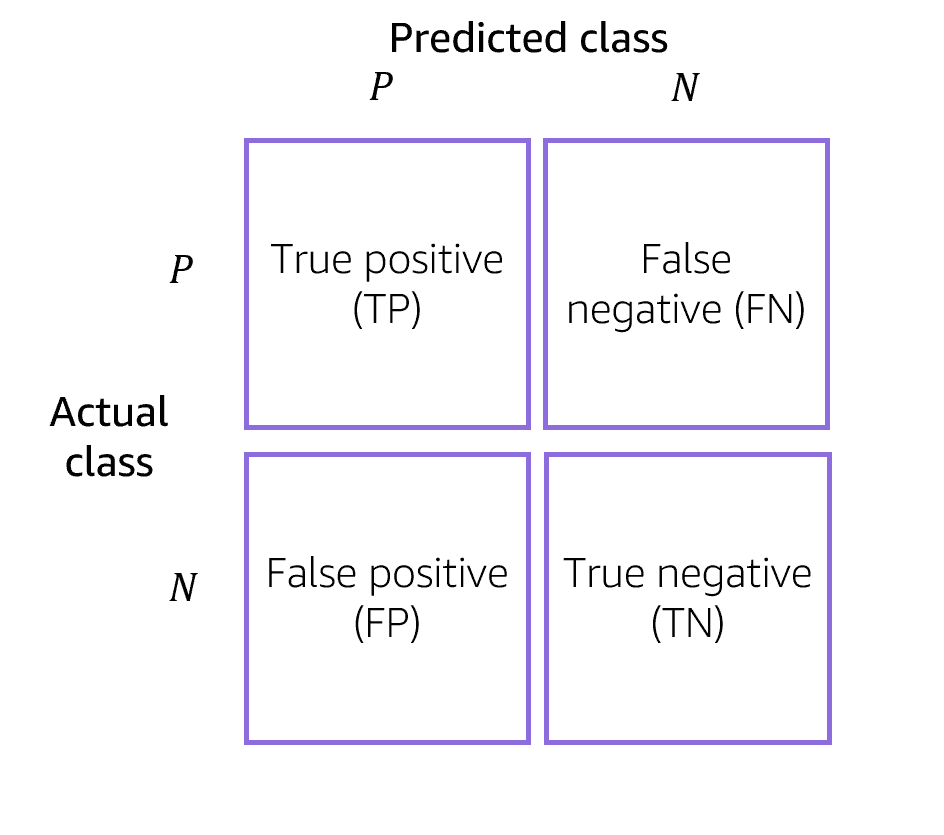 Predicted class
P N
P
True positive
(TP)
False
negative (FN)
Actual
class
N
False positive
(FP)
True negative
(TN)